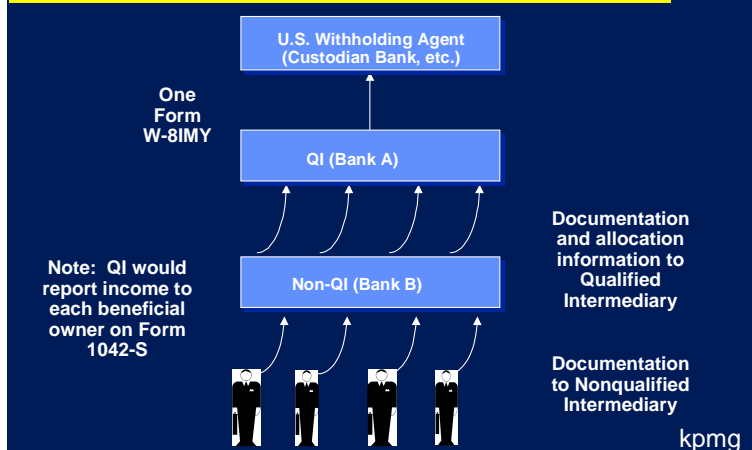 U.S. Withholding Agent
(Custodian Bank, etc.)
One
Form
W-8IMY
QI (Bank A)
Documentation
and allocation
information to
Qualified
Intermediary
Note:  QI would
report income to
each beneficial
owner on Form
1042-S
Non-QI (Bank B)
Documentation
to Nonqualified
Intermediary
kpmg